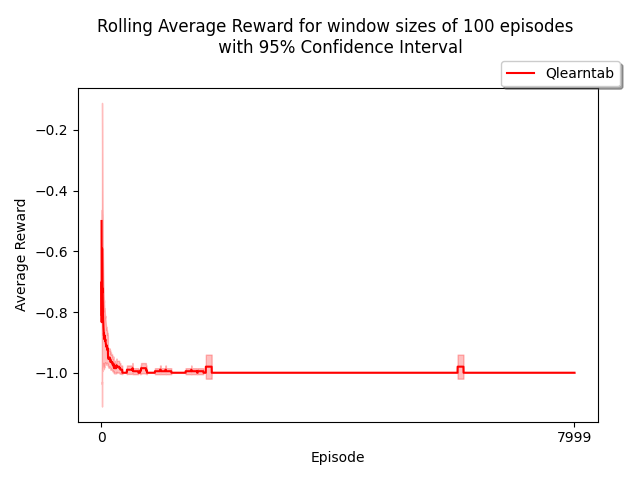 Rolling Average Reward for window sizes of 100 episodes
with 95% Confidence Interval
Qlearntab
−0.2
−0.4
−0.6
−0.8
−1.0
Average Reward
0
7999
Episode